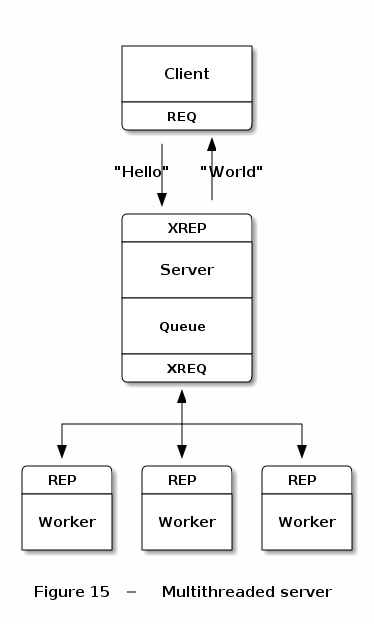 Client
REQ
"Hello" "World"
XREP
Server
Queue
XREQ
REP REP REP
Worker Worker Worker
Figure 15 − Multithreaded server